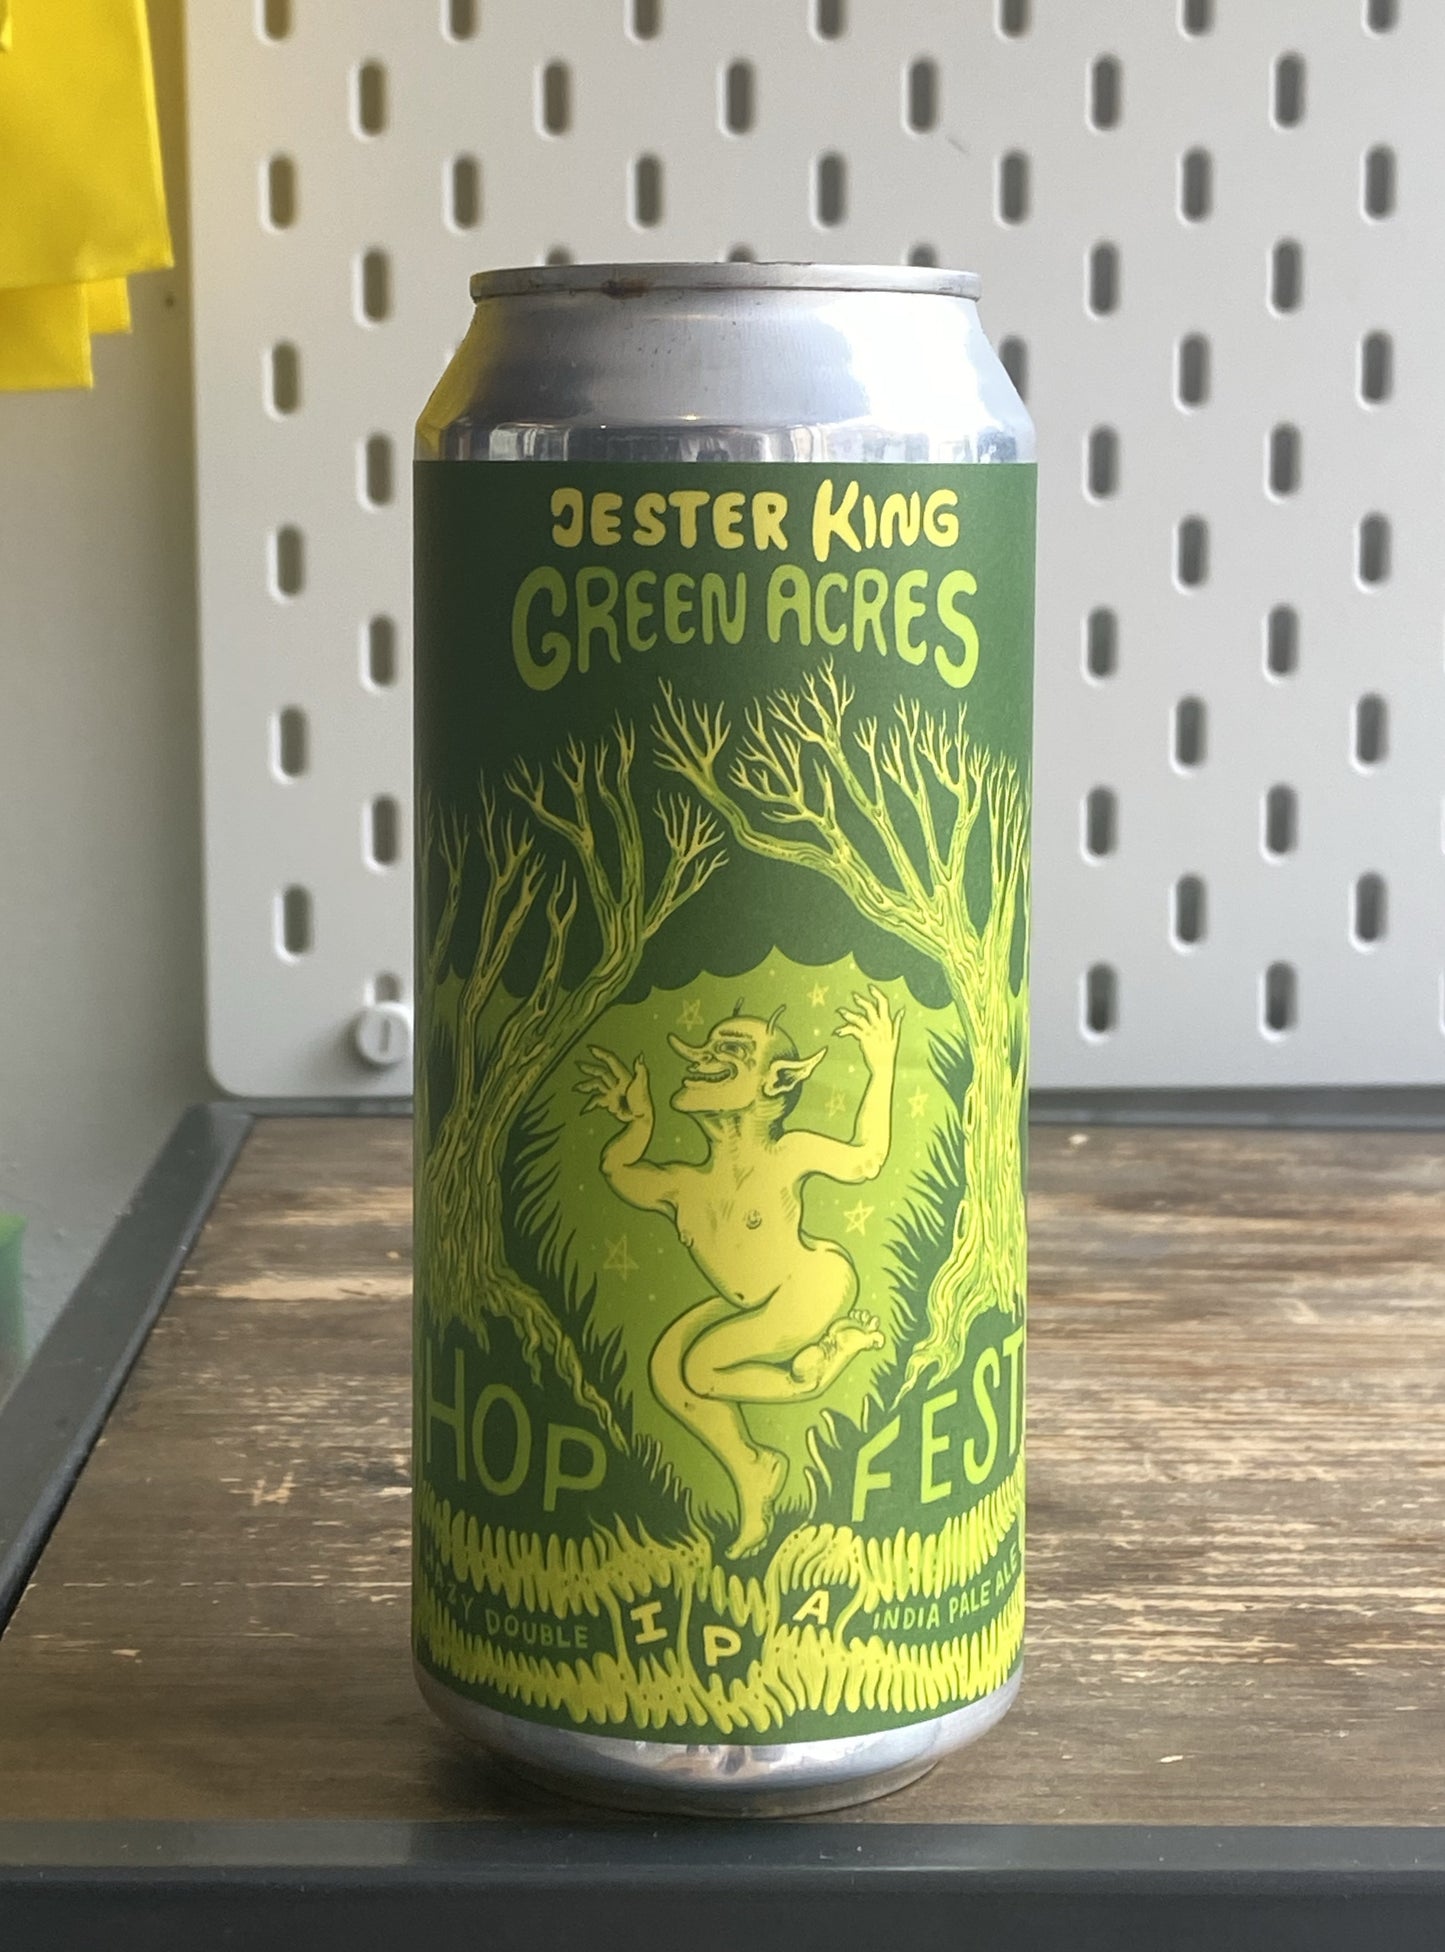 JESTER KING
GREEN ACRES
HOP FEST
DOUBLE IPA INDIA PALE ALE